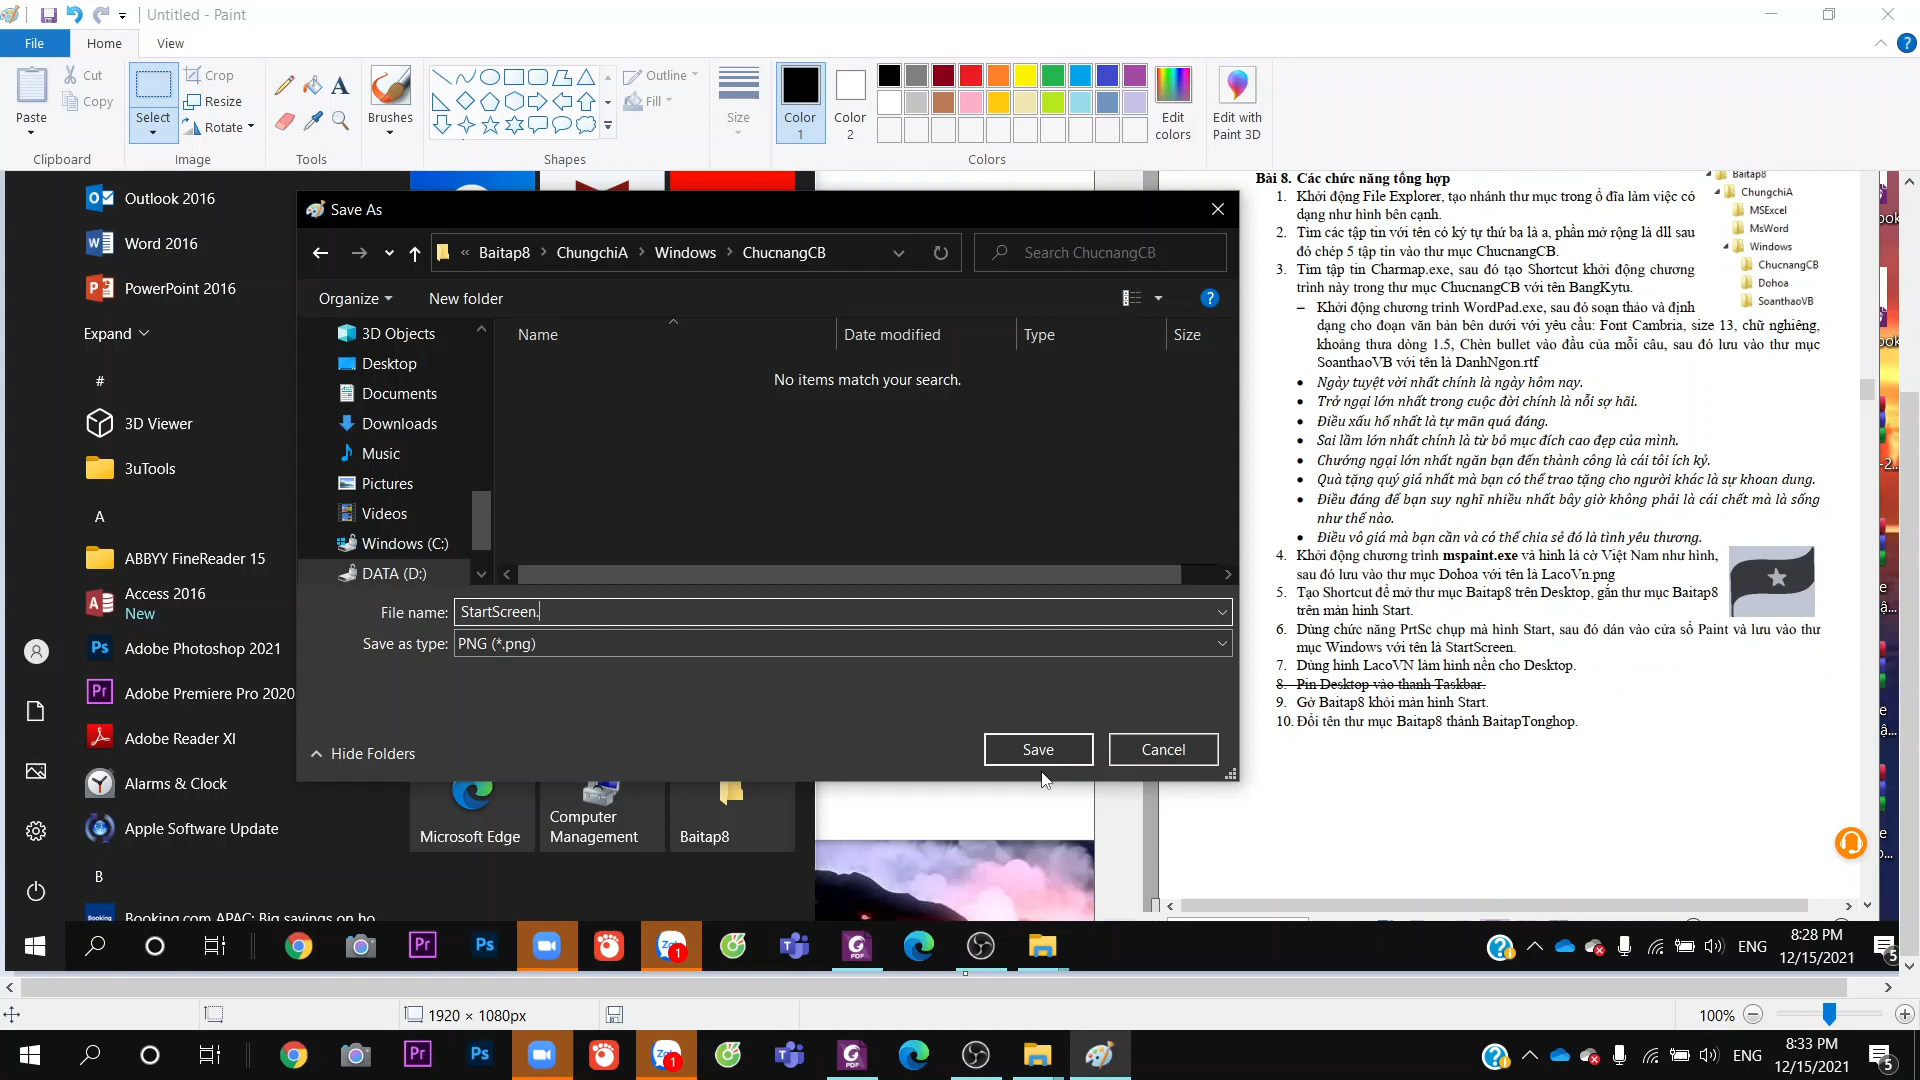 Untitled - Paint
File
Home
View
Paste
Cut
Copy
Clipboard
Select
Crop
Resize
Rotate
Image
Tools
Brushes
Shapes
Outline
Fill
Size
Color
1
Color
2
Colors
Edit
colors
Edit with
Paint 3D
Outlook 2016
Word 2016
PowerPoint 2016
Expand
#
3D Viewer
3uTools
A
ABBYY FineReader 15
Access 2016
New
Adobe Photoshop 2021
Adobe Premiere Pro 2020
Adobe Reader XI
Alarms & Clock
Apple Software Update
B
Booking.com APAC: Big savings on ho
Save As
« Baitap8 > ChungchiA > Windows > ChucnangCB
Search ChucnangCB
Organize
New folder
3D Objects
Desktop
Documents
Downloads
Music
Pictures
Videos
Windows (C:)
DATA (D:)
Name
Date modified
Type
Size
No items match your search.
File name: StartScreen.
Save as type: PNG (*.png)
Hide Folders
Save
Cancel
Microsoft Edge
Computer
Management
Baitap8
Bài 8. Các chức năng tổng hợp
1. Khởi động File Explorer, tạo nhánh thư mục trong ổ đĩa làm việc có
dạng như hình bên cạnh.
2. Tìm các tập tin với tên có ký tự thứ ba là a, phần mở rộng là dll sau
đó chép 5 tập tin vào thư mục ChucnangCB.
3. Tìm tập tin Charmap.exe, sau đó tạo Shortcut khởi động chương
trình này trong thư mục ChucnangCB với tên BangKytu.
– Khởi động chương trình WordPad.exe, sau đó soạn thảo và định
dạng cho đoạn văn bản bên dưới với yêu cầu: Font Cambria, size 13, chữ nghiêng,
khoảng thưa dòng 1.5, Chèn bullet vào đầu của mỗi câu, sau đó lưu vào thư mục
SoanthaoVB với tên là DanhNgon.rtf
• Ngày tuyệt vời nhất chính là ngày hôm nay.
• Trở ngại lớn nhất trong cuộc đời chính là nỗi sợ hãi.
• Điều xấu hổ nhất là tự mãn quá đáng.
• Sai lầm lớn nhất chính là từ bỏ mục đích cao đẹp của mình.
• Chướng ngại lớn nhất ngăn bạn đến thành công là cái tôi ích kỷ.
• Quà tặng quý giá nhất mà bạn có thể trao tặng cho người khác là sự khoan dung.
• Điều đáng để bạn suy nghĩ nhiều nhất bây giờ không phải là cái chết mà là sống
như thế nào.
• Điều vô giá mà bạn cần và có thể chia sẻ đó là tình yêu thương.
4. Khởi động chương trình mspaint.exe và hình lá cờ Việt Nam như hình,
sau đó lưu vào thư mục Dohoa với tên là LacoVn.png
5. Tạo Shortcut để mở thư mục Baitap8 trên Desktop, gắn thư mục Baitap8
trên màn hình Start.
6. Dùng chức năng PrtSc chụp mà hình Start, sau đó dán vào cửa sổ Paint và lưu vào thư
mục Windows với tên là StartScreen.
7. Dùng hình LacoVN làm hình nền cho Desktop.
8. Pin Desktop vào thanh Taskbar.
9. Gở Baitap8 khỏi màn hình Start.
10. Đổi tên thư mục Baitap8 thành BaitapTonghop.
Baitap8
ChungchiA
MSExcel
MsWord
Windows
ChucnangCB
Dohoa
SoanthaoVB
ENG
8:28 PM
12/15/2021
5
1920 × 1080px
100%
ENG
8:33 PM
12/15/2021
5